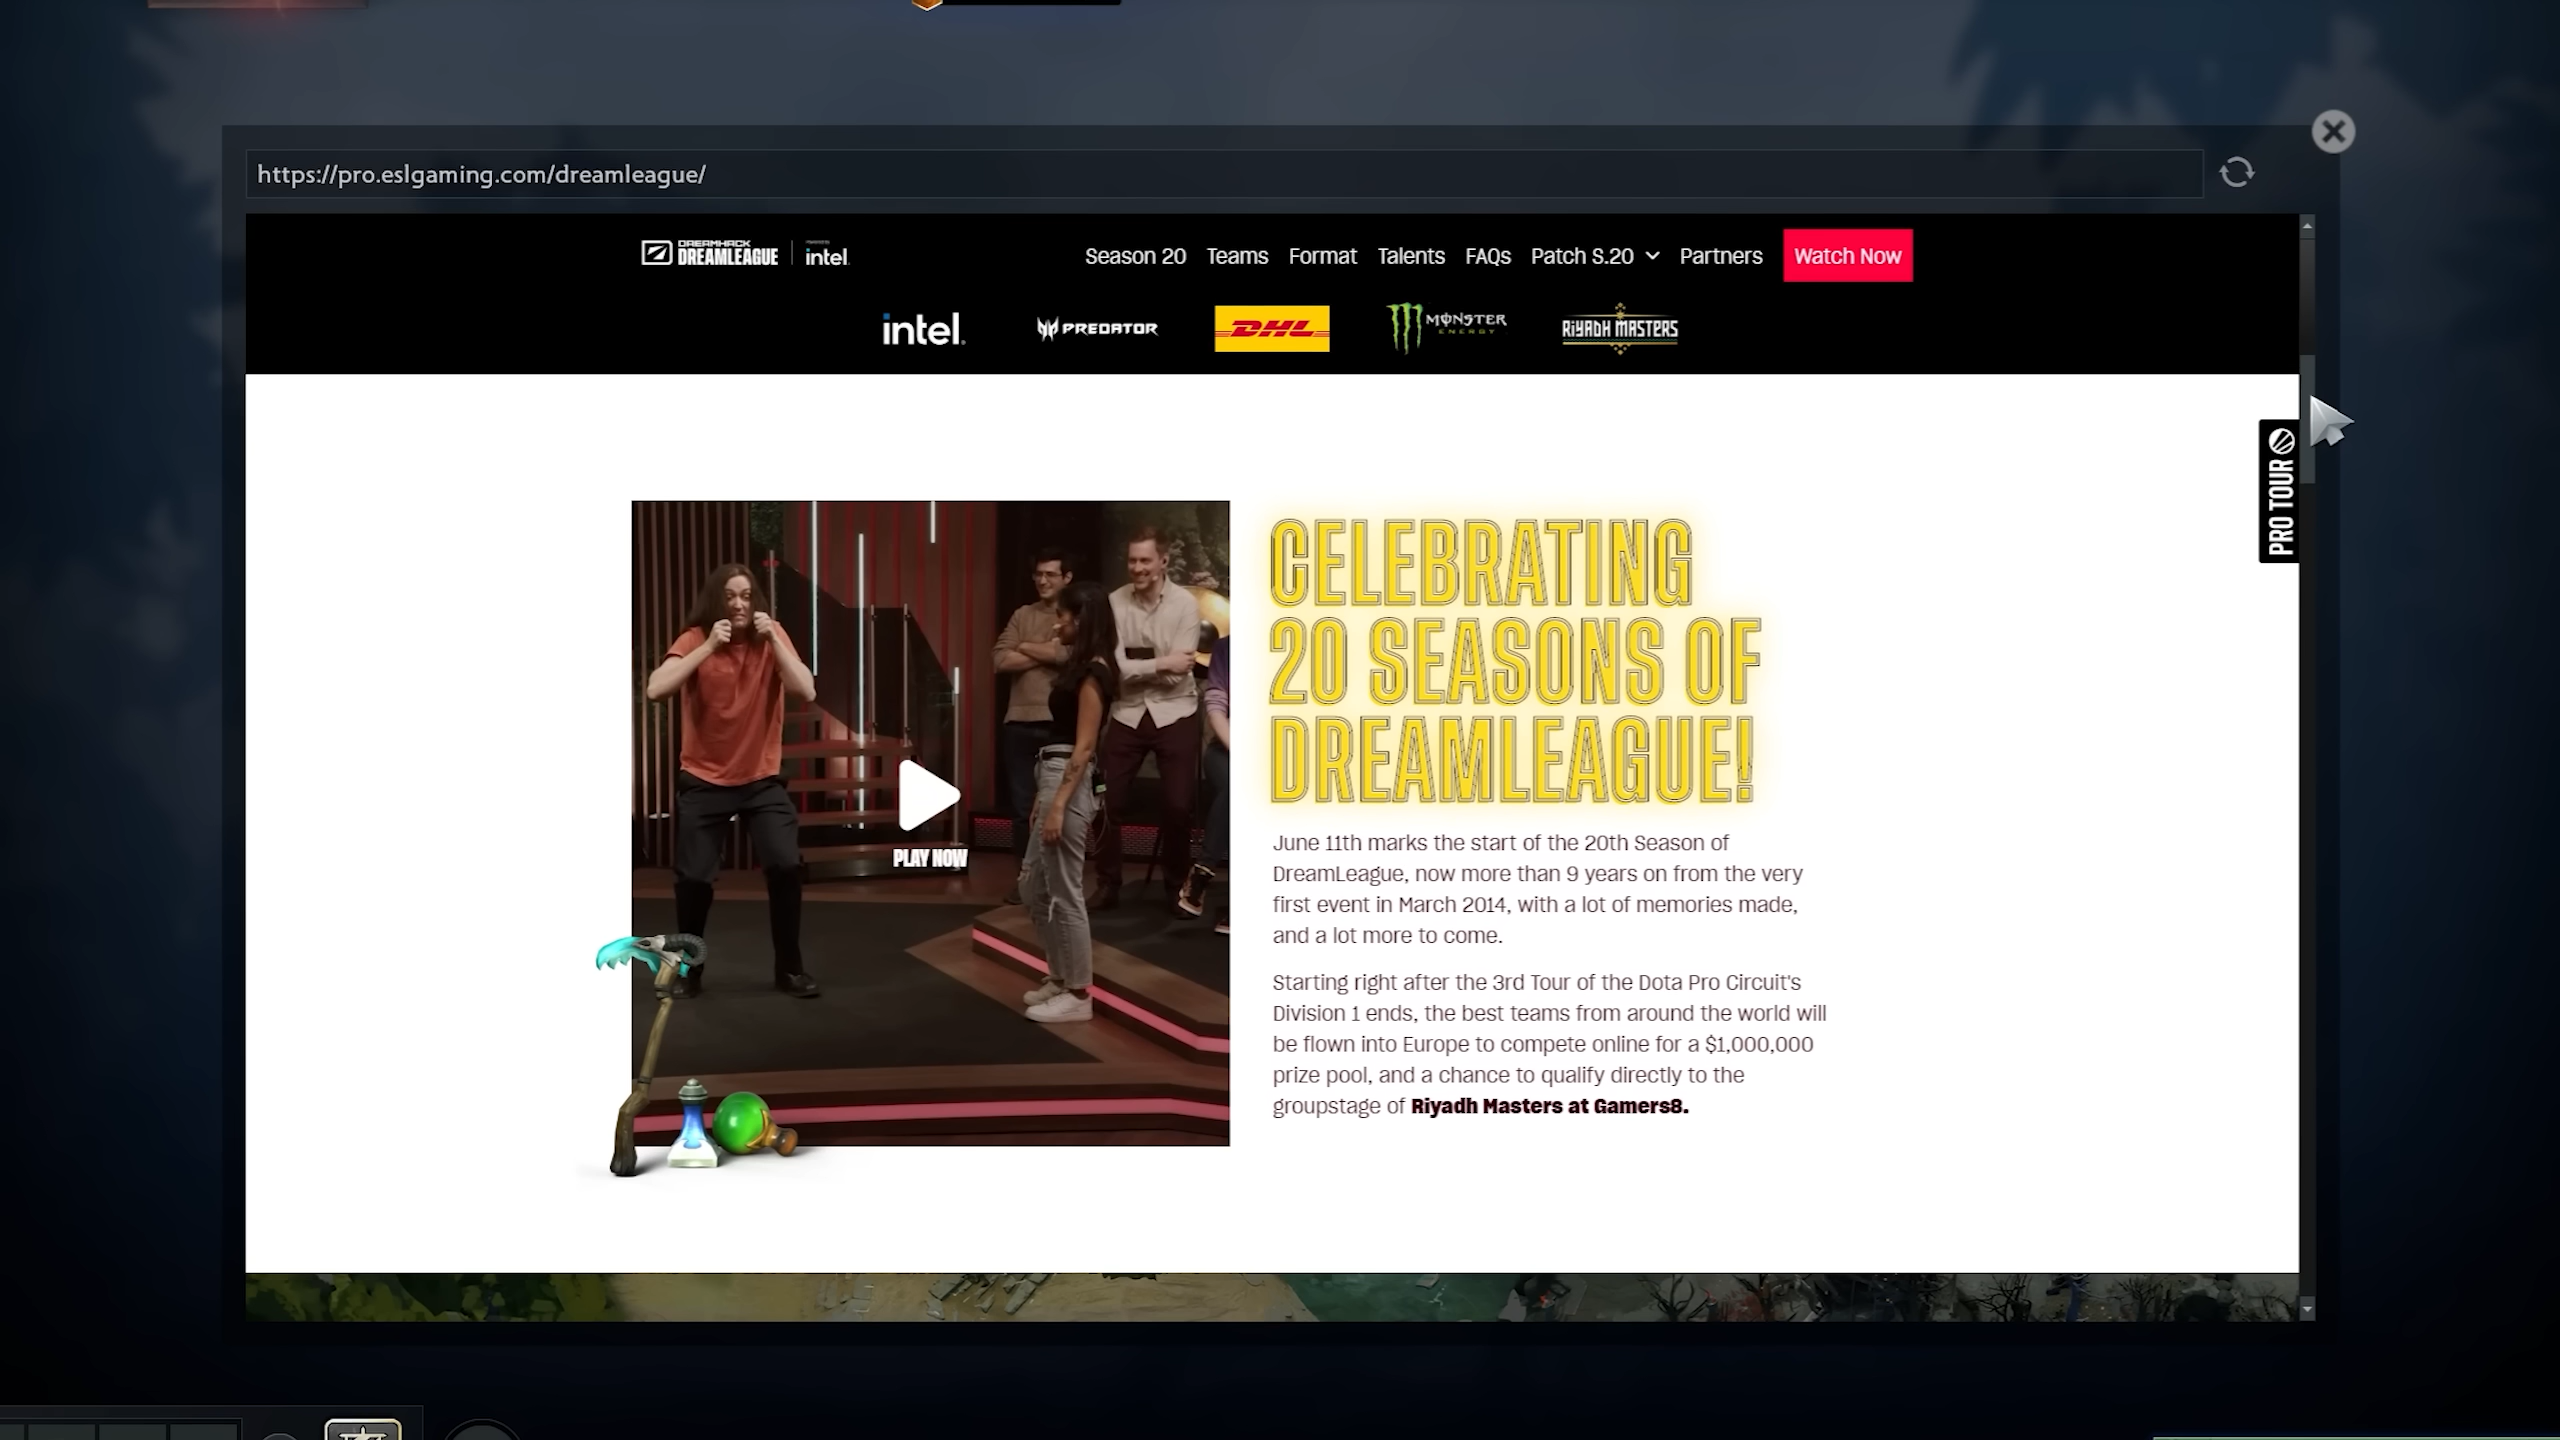 https://pro.eslgaming.com/dreamleague/
DREAMHACK
DREAMLEAGUE
intel.
Season 20 Teams Format Talents FAQs Patch S.20 Partners Watch Now
intel. PREDATOR DHL MONSTER ENERGY RIYADH MASTERS
PRO TOUR
PLAY NOW
CELEBRATING
20 SEASONS OF
DREAMLEAGUE!
June 11th marks the start of the 20th Season of
DreamLeague, now more than 9 years on from the very
first event in March 2014, with a lot of memories made,
and a lot more to come.
Starting right after the 3rd Tour of the Dota Pro Circuit's
Division 1 ends, the best teams from around the world will
be flown into Europe to compete online for a $1,000,000
prize pool, and a chance to qualify directly to the
groupstage of Riyadh Masters at Gamers8.